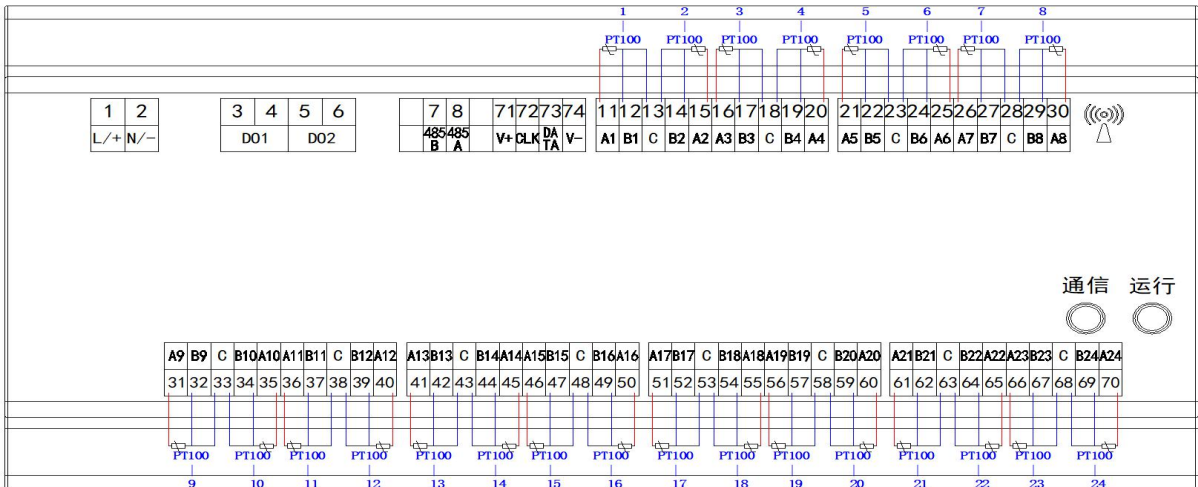 1 2 3 4 5 6 7 8
PT100 PT100 PT100 PT100 PT100 PT100 PT100 PT100
1 2 3 4 5 6 7 8 71 72 73 74 11 12 13 14 15 16 17 18 19 20 21 22 23 24 25 26 27 28 29 30
L/+ N/- D01 D02 485 B 485 A V+ CLK DA TA V- A1 B1 C B2 A2 A3 B3 C B4 A4 A5 B5 C B6 A6 A7 B7 C B8 A8
通信 运行
A9 B9 C B10 A10 A11 B11 C B12 A12 A13 B13 C B14 A14 A15 B15 C B16 A16 A17 B17 C B18 A18 A19 B19 C B20 A20 A21 B21 C B22 A22 A23 B23 C B24 A24
31 32 33 34 35 36 37 38 39 40 41 42 43 44 45 46 47 48 49 50 51 52 53 54 55 56 57 58 59 60 61 62 63 64 65 66 67 68 69 70
PT100 PT100 PT100 PT100 PT100 PT100 PT100 PT100 PT100 PT100 PT100 PT100 PT100 PT100 PT100 PT100
9 10 11 12 13 14 15 16 17 18 19 20 21 22 23 24